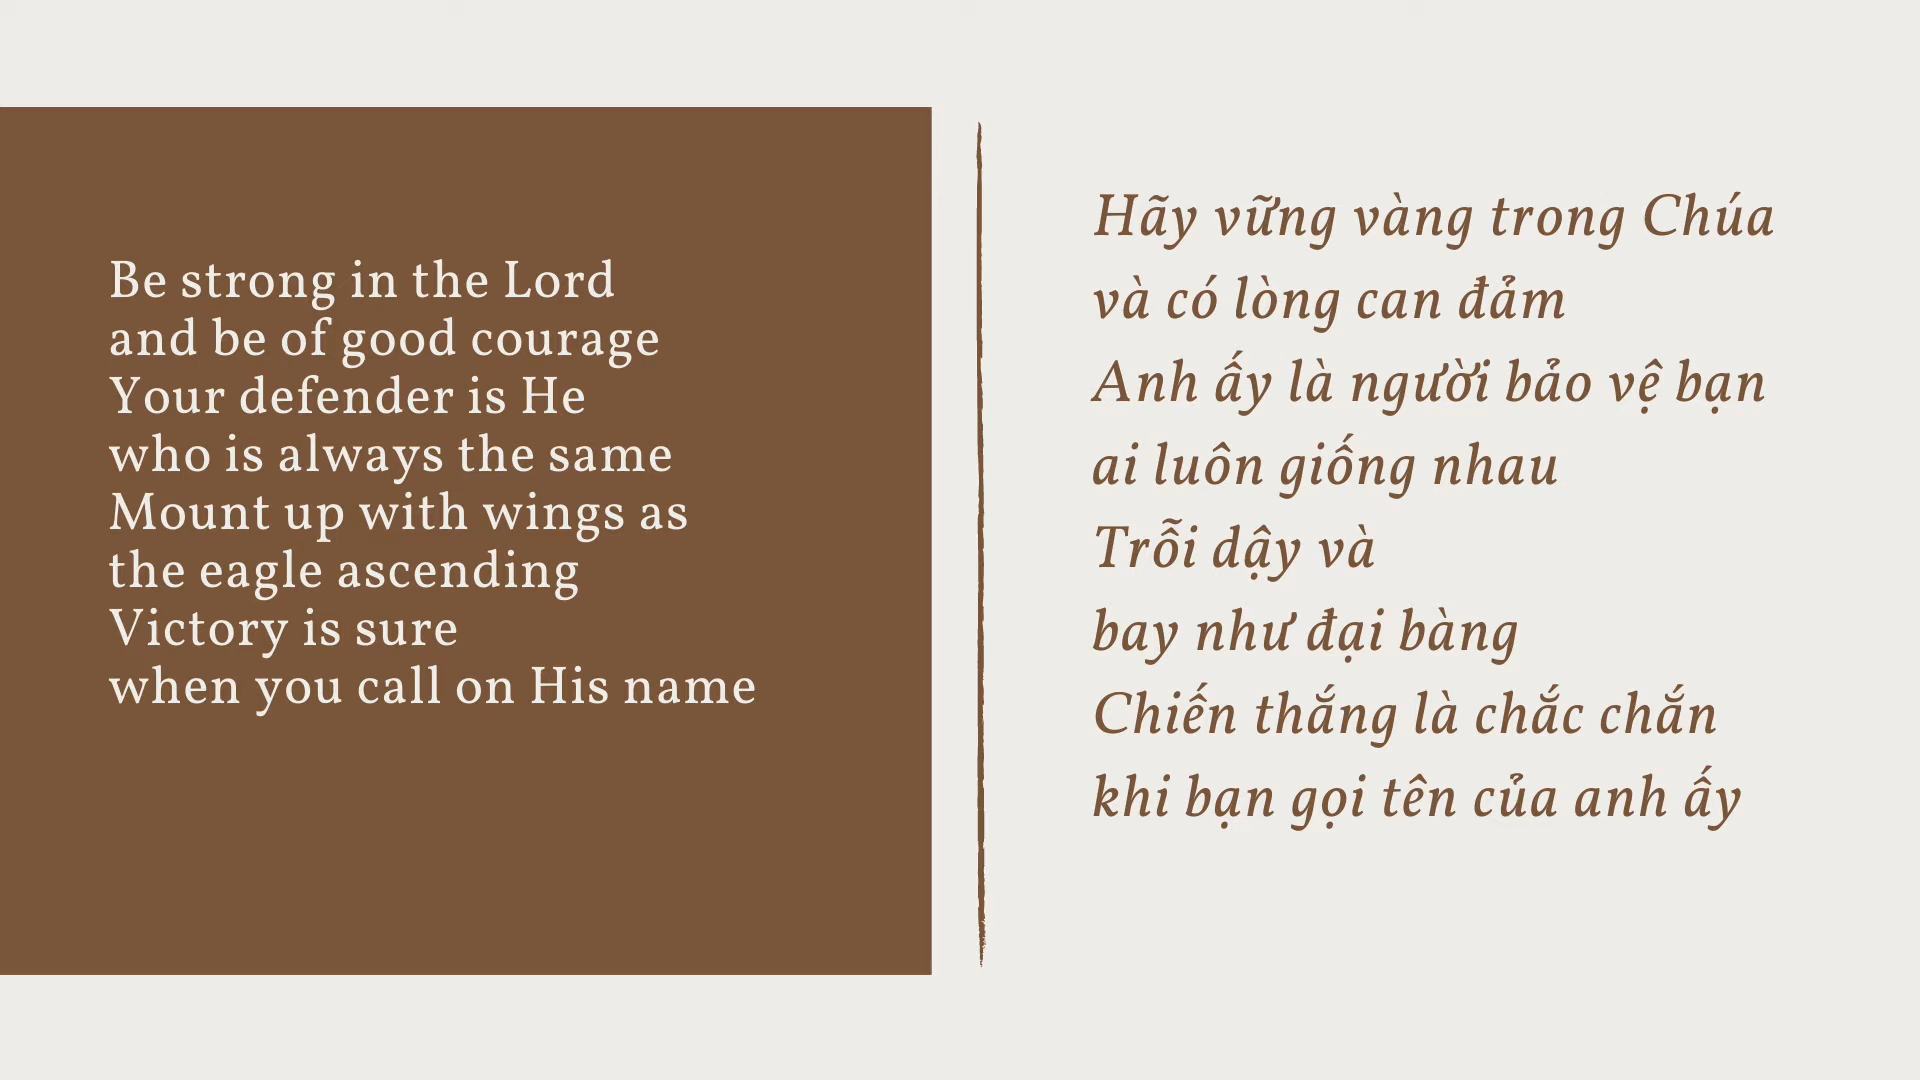 Be strong in the Lord
and be of good courage
Your defender is He
who is always the same
Mount up with wings as
the eagle ascending
Victory is sure
when you call on His name
Hãy vững vàng trong Chúa
và có lòng can đảm
Anh ấy là người bảo vệ bạn
ai luôn giống nhau
Trỗi dậy và
bay như đại bàng
Chiến thắng là chắc chắn
khi bạn gọi tên của anh ấy